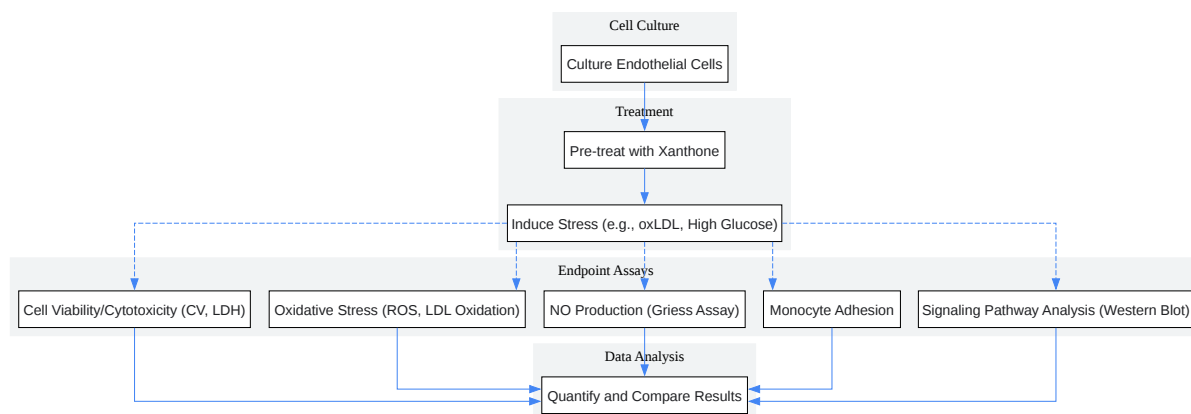 Cell Culture
Culture Endothelial Cells
Treatment
Pre-treat with Xanthone
Induce Stress (e.g., oxLDL, High Glucose)
Endpoint Assays
Cell Viability/Cytotoxicity (CV, LDH)
Oxidative Stress (ROS, LDL Oxidation)
NO Production (Griess Assay)
Monocyte Adhesion
Signaling Pathway Analysis (Western Blot)
Data Analysis
Quantify and Compare Results